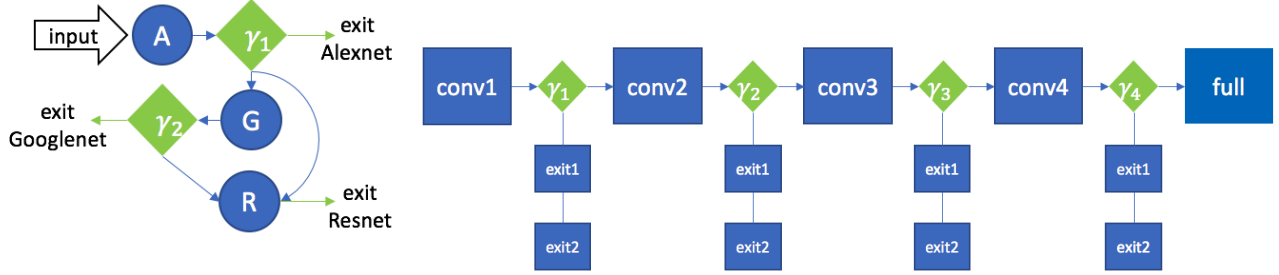 input
A
γ1
exit
Alexnet
exit
Googlenet
γ2
G
R
exit
Resnet
conv1
γ1
conv2
γ2
conv3
γ3
conv4
γ4
full
exit1
exit1
exit1
exit1
exit2
exit2
exit2
exit2